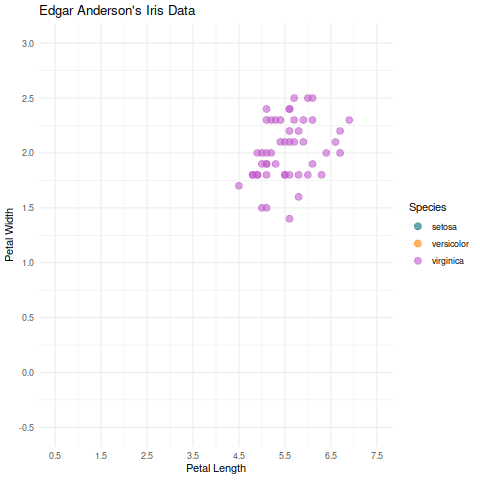 Edgar Anderson's Iris Data
Petal Width
3.0
2.5
2.0
1.5
1.0
0.5
0.0
-0.5
0.5 1.5 2.5 3.5 4.5 5.5 6.5 7.5
Petal Length
Species
setosa
versicolor
virginica